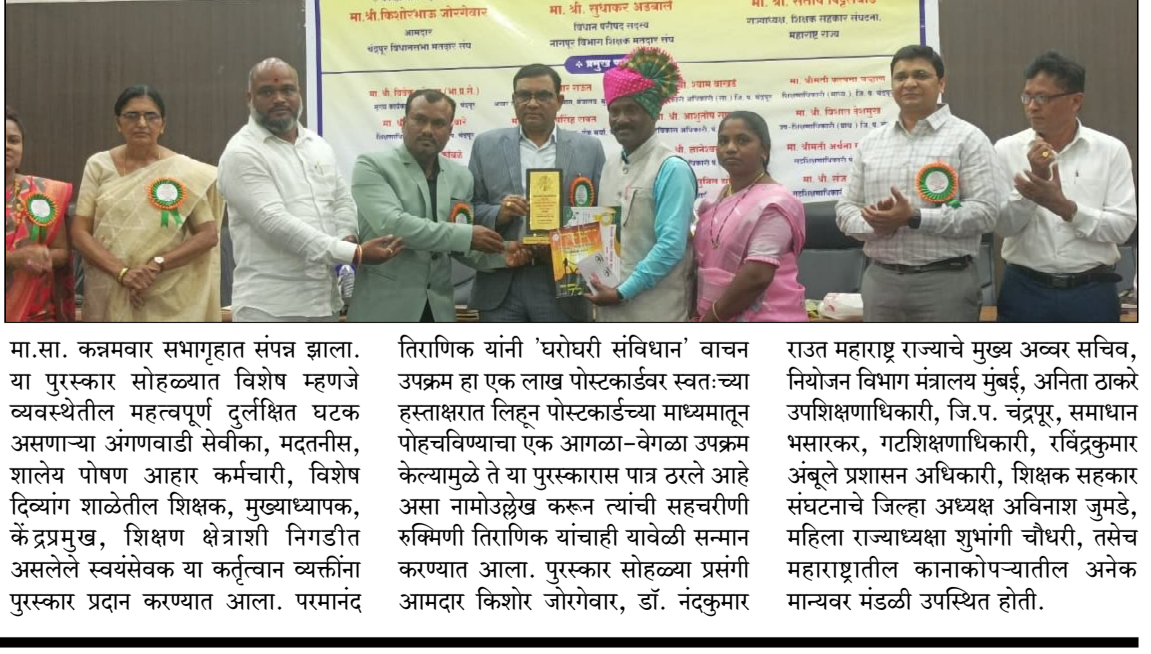 मा.श्री.किशोरभाऊ जोरगेवार
आमदार
चंद्रपूर विधानसभा मतदार संघ
मा. श्री. सुधाकर अडबाले
विधान परीषद सदस्य
नागपूर विभाग शिक्षक मतदार संघ
राज्याध्यक्ष, शिक्षक सहकार संघटना,
महाराष्ट्र राज्य
मा.सा. कन्नमवार सभागृहात संपन्न झाला.
या पुरस्कार सोहळ्यात विशेष म्हणजे
व्यवस्थेतील महत्वपूर्ण दुर्लक्षित घटक
असणाऱ्या अंगणवाडी सेवीका, मदतनीस,
शालेय पोषण आहार कर्मचारी, विशेष
दिव्यांग शाळेतील शिक्षक, मुख्याध्यापक,
केंद्रप्रमुख, शिक्षण क्षेत्राशी निगडीत
असलेले स्वयंसेवक या कर्तृत्वान व्यक्तींना
पुरस्कार प्रदान करण्यात आला. परमानंद
तिराणिक यांनी 'घरोघरी संविधान' वाचन
उपक्रम हा एक लाख पोस्टकार्डवर स्वतःच्या
हस्ताक्षरात लिहून पोस्टकार्डच्या माध्यमातून
पोहचविण्याचा एक आगळा-वेगळा उपक्रम
केल्यामुळे ते या पुरस्कारास पात्र ठरले आहे
असा नामोउल्लेख करून त्यांची सहचरीणी
रुक्मिणी तिराणिक यांचाही यावेळी सन्मान
करण्यात आला. पुरस्कार सोहळ्या प्रसंगी
आमदार किशोर जोरगेवार, डॉ. नंदकुमार
राउत महाराष्ट्र राज्याचे मुख्य अव्वर सचिव,
नियोजन विभाग मंत्रालय मुंबई, अनिता ठाकरे
उपशिक्षणाधिकारी, जि.प. चंद्रपूर, समाधान
भसारकर, गटशिक्षणाधिकारी, रविंद्रकुमार
अंबूले प्रशासन अधिकारी, शिक्षक सहकार
संघटनाचे जिल्हा अध्यक्ष अविनाश जुमडे,
महिला राज्याध्यक्षा शुभांगी चौधरी, तसेच
महाराष्ट्रातील कानाकोपऱ्यातील अनेक
मान्यवर मंडळी उपस्थित होती.